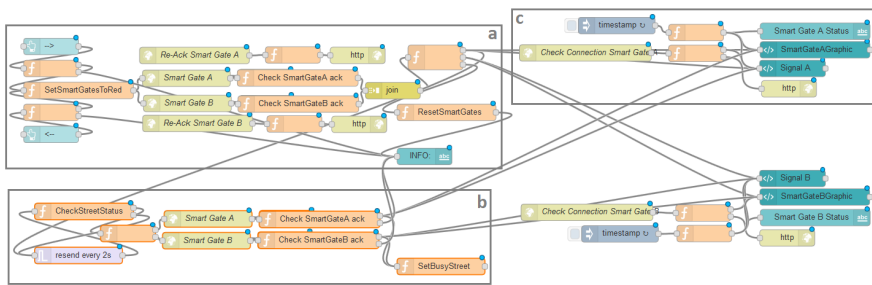 a
-->
SetSmartGatesToRed
<--
Re-Ack Smart Gate A
http
Smart Gate A
Check SmartGateA ack
Smart Gate B
Check SmartGateB ack
join
Re-Ack Smart Gate B
http
ResetSmartGates
INFO:
abc
b
CheckStreetStatus
resend every 2s
Smart Gate A
Check SmartGateA ack
Smart Gate B
Check SmartGateB ack
SetBusyStreet
c
timestamp ↻
Check Connection Smart Gate
Smart Gate A Status
abc
SmartGateAGraphic
Signal A
http
Check Connection Smart Gate
timestamp ↻
Signal B
SmartGateBGraphic
Smart Gate B Status
abc
http